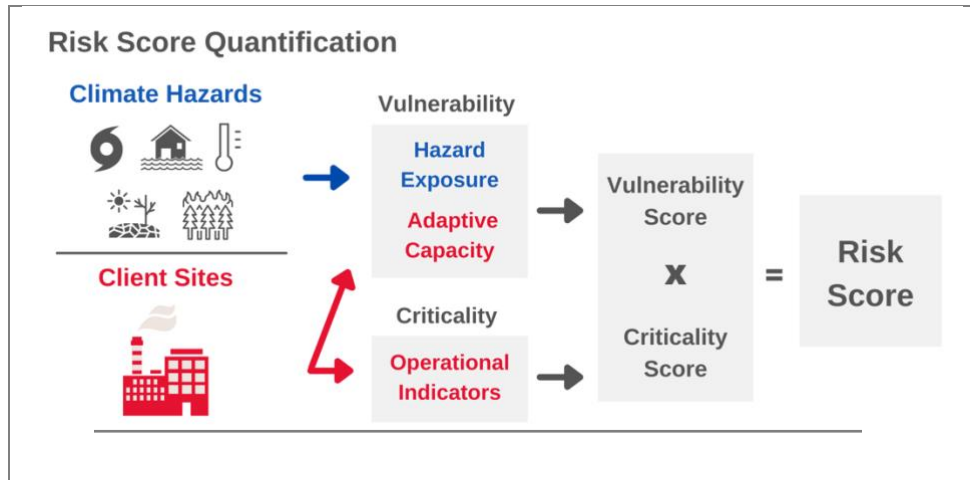 Risk Score Quantification
Climate Hazards
Client Sites
Vulnerability
Hazard
Exposure
Adaptive
Capacity
Criticality
Operational
Indicators
Vulnerability
Score
x
Criticality
Score
=
Risk
Score